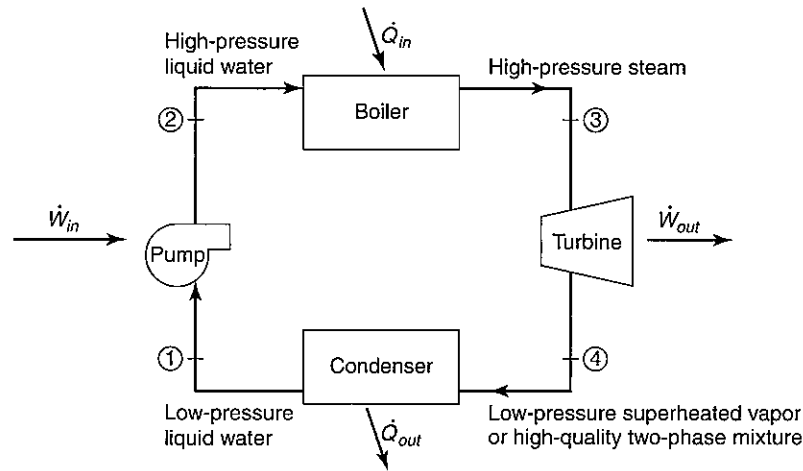 Q̇in
High-pressure
liquid water
Boiler
High-pressure steam
②
③
Ẇin
Pump
Turbine
Ẇout
①
④
Condenser
Low-pressure
liquid water
Q̇out
Low-pressure superheated vapor
or high-quality two-phase mixture